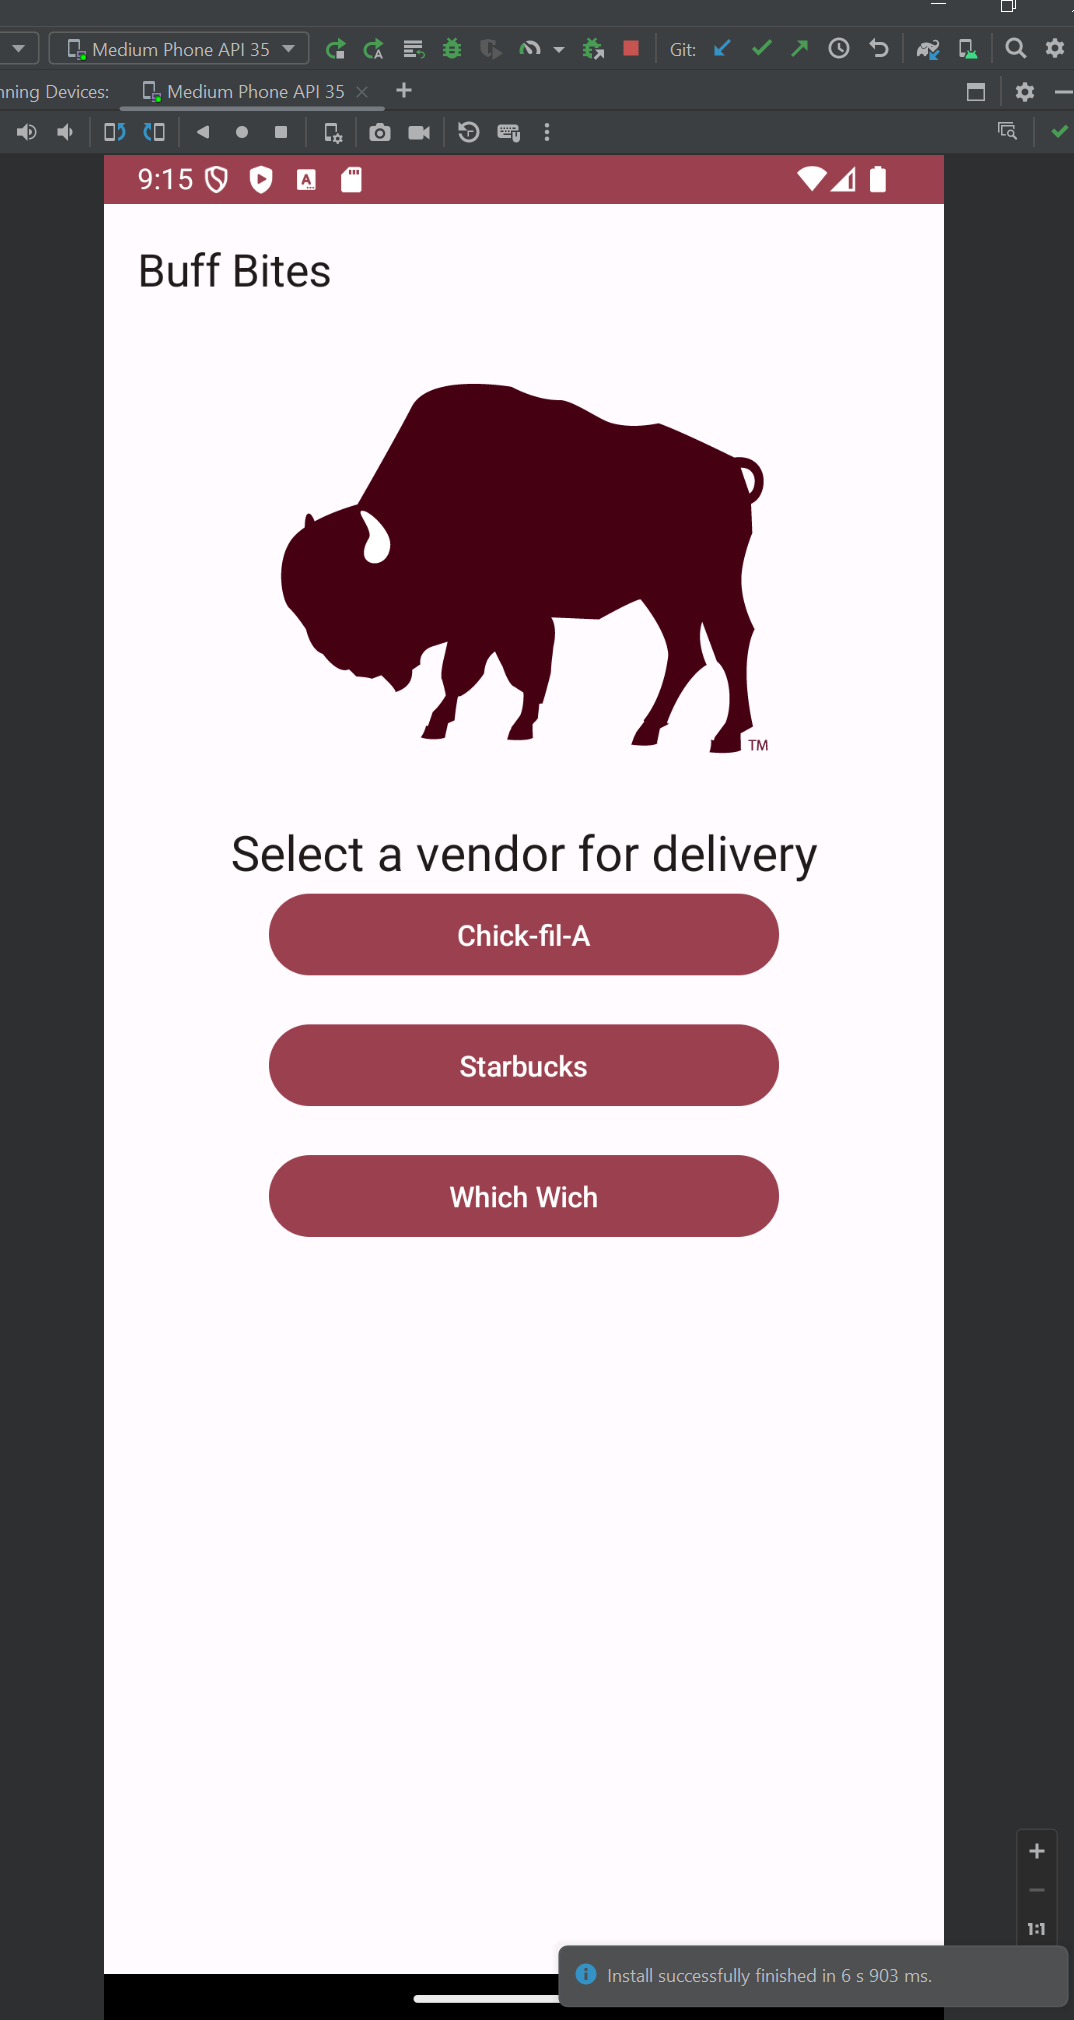 Medium Phone API 35
Git:
nning Devices:
Medium Phone API 35
9:15
A
Buff Bites
TM
Select a vendor for delivery
Chick-fil-A
Starbucks
Which Wich
1:1
Install successfully finished in 6 s 903 ms.